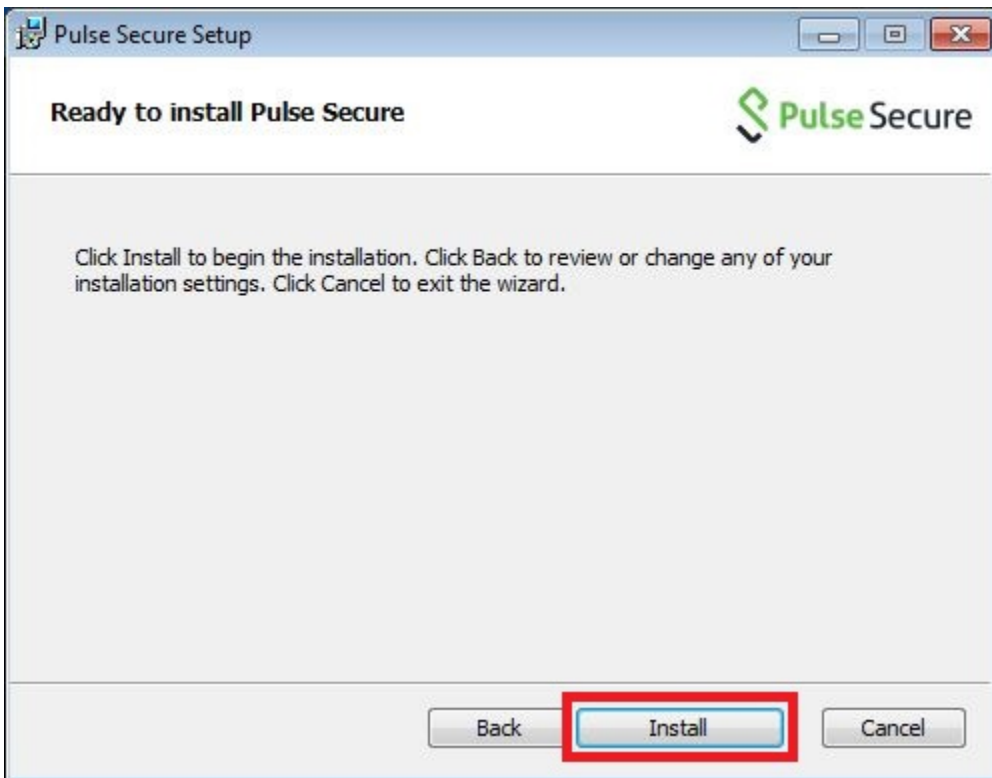 Pulse Secure Setup
Ready to install Pulse Secure
Pulse Secure
Click Install to begin the installation. Click Back to review or change any of your
installation settings. Click Cancel to exit the wizard.
Back
Install
Cancel